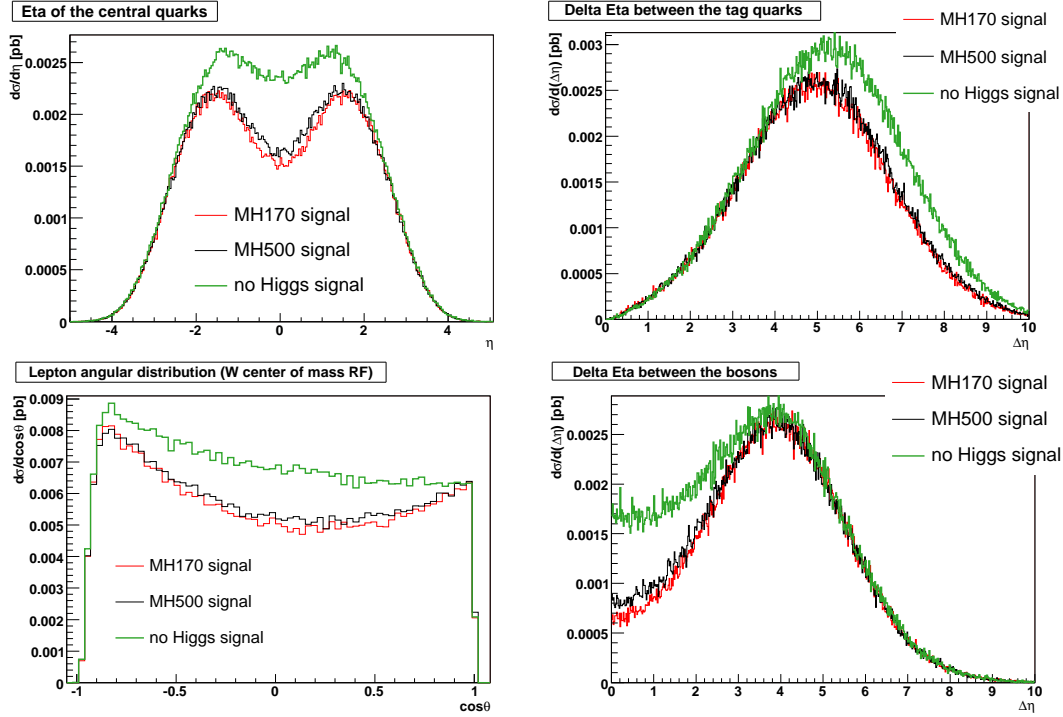 Eta of the central quarks
dσ/dη [pb]
0.0025
0.002
0.0015
0.001
0.0005
0
-4 -2 0 2 4
η
MH170 signal
MH500 signal
no Higgs signal
Delta Eta between the tag quarks
dσ/d(Δη) [pb]
0.003
0.0025
0.002
0.0015
0.001
0.0005
0
0 1 2 3 4 5 6 7 8 9 10
Δη
MH170 signal
MH500 signal
no Higgs signal
Lepton angular distribution (W center of mass RF)
dσ/dcosθ [pb]
0.009
0.008
0.007
0.006
0.005
0.004
0.003
0.002
0.001
0
-1 -0.5 0 0.5 1
cosθ
MH170 signal
MH500 signal
no Higgs signal
Delta Eta between the bosons
dσ/d(Δη) [pb]
0.0025
0.002
0.0015
0.001
0.0005
0
0 1 2 3 4 5 6 7 8 9 10
Δη
MH170 signal
MH500 signal
no Higgs signal